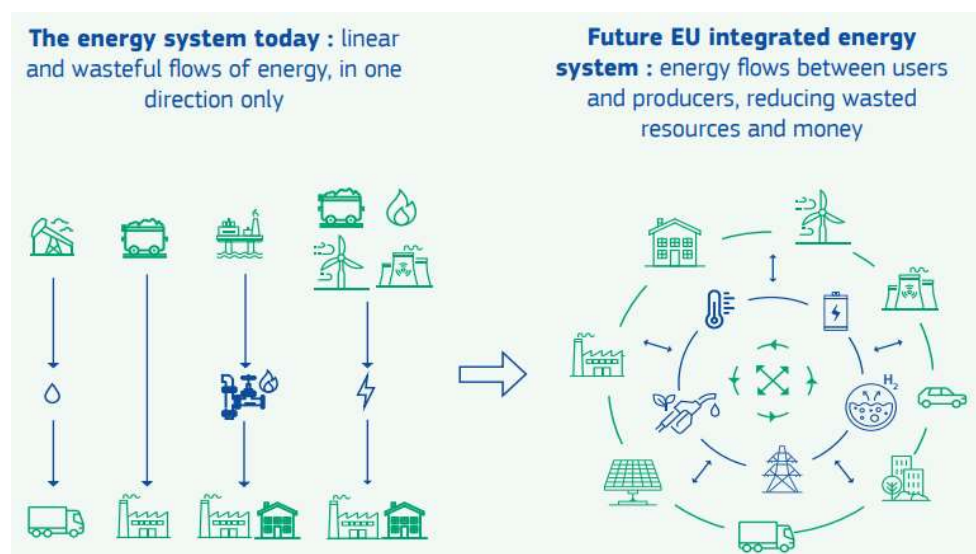 The energy system today : linear
and wasteful flows of energy, in one
direction only
Future EU integrated energy
system : energy flows between users
and producers, reducing wasted
resources and money
H₂